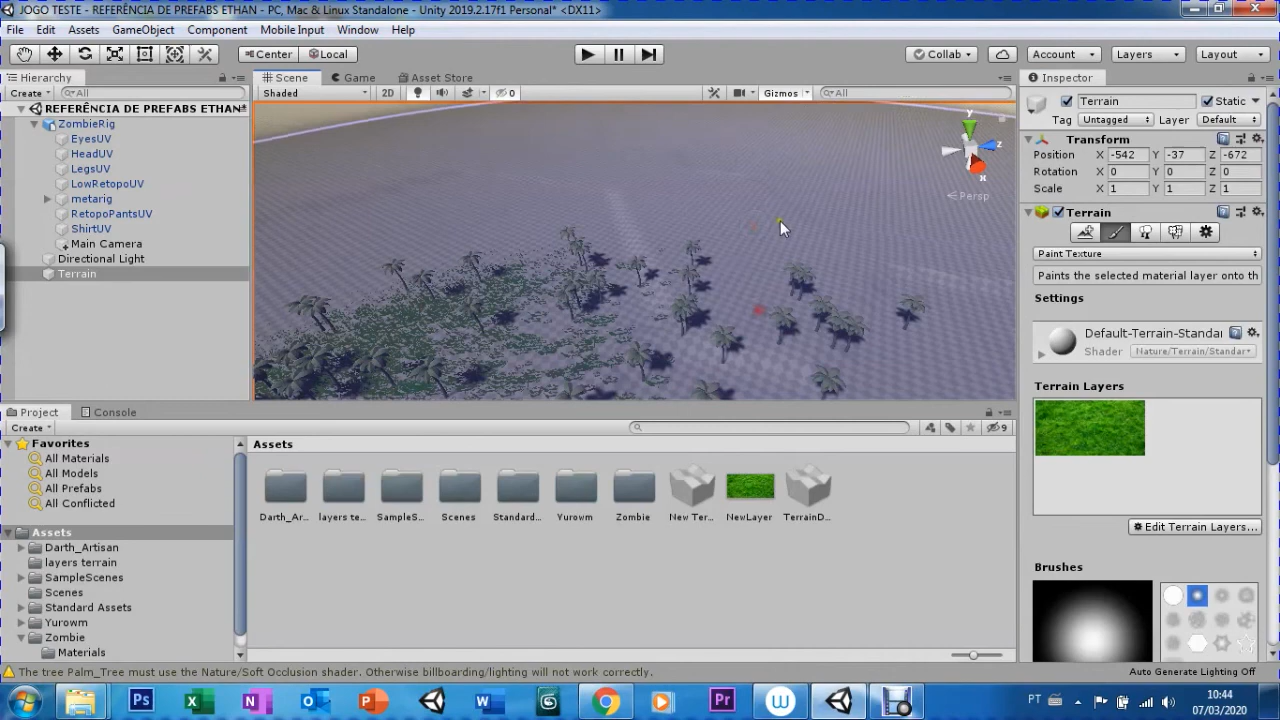 JOGO TEST - REFERÊNCIA DE PREFABS ETHAN - PC, Mac & Linux Standalone - Unity 2019.2.17f1 Personal* <DX11>
File Edit Assets GameObject Component Mobile Input Window Help
Center Local Collab Account Layers Layout
Hierarchy Scene Game Asset Store Inspector
Create All Shaded 2D 0 Gizmos All
REFERÊNCIA DE PREFABS ETHAN
ZombieRig
EyesUV
HeadUV
LegsUV
LowRetopoUV
metarig
RetopoPantsUV
ShirtUV
Main Camera
Directional Light
Terrain
y
z
x
Persp
Terrain Static
Tag Untagged Layer Default
Transform
Position X -542 Y -37 Z -672
Rotation X 0 Y 0 Z 0
Scale X 1 Y 1 Z 1
Terrain
Paint Texture
Paints the selected material layer onto th
Settings
Default-Terrain-Standar
Shader Nature/Terrain/Standar
Terrain Layers
Edit Terrain Layers...
Brushes
Project Console
Create 9
Favorites
All Materials
All Models
All Prefabs
All Conflicted
Assets
Darth_Artisan
layers terrain
SampleScenes
Scenes
Standard Assets
Yurowm
Zombie
Materials
Assets
Darth_Ar... layers te... SampleS... Scenes Standard... Yurowm Zombie New Ter... NewLayer TerrainD...
The tree Palm_Tree must use the Nature/Soft Occlusion shader. Otherwise billboarding/lighting will not work correctly.
Auto Generate Lighting Off
Ps Pr PT 10:44
07/03/2020